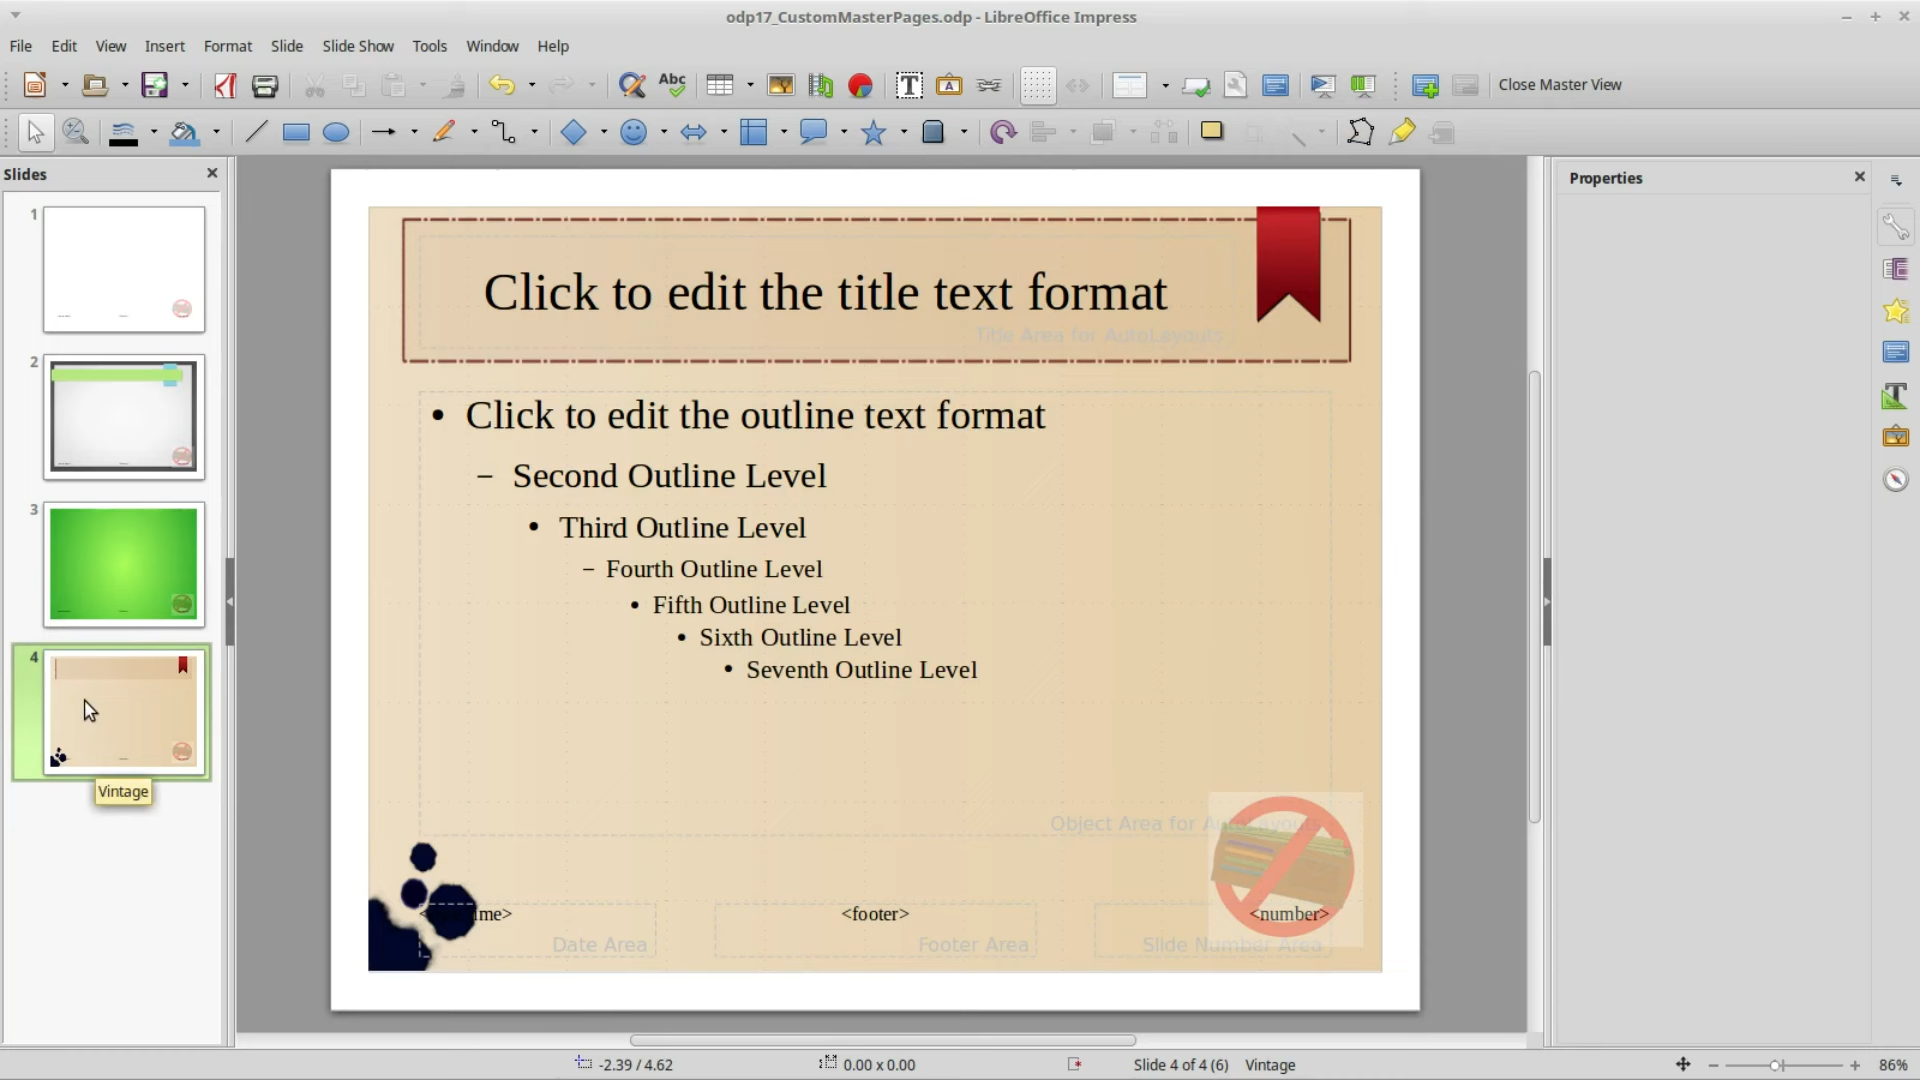 odp17_CustomMasterPages.odp - LibreOffice Impress
File Edit View Insert Format Slide Slide Show Tools Window Help
Abc
Close Master View
Slides
Properties
1
2
3
4
Vintage
Click to edit the title text format
Title Area for AutoLayouts
• Click to edit the outline text format
– Second Outline Level
• Third Outline Level
– Fourth Outline Level
• Fifth Outline Level
• Sixth Outline Level
• Seventh Outline Level
Object Area for AutoLayouts
<footer>
<number>
Date Area
Footer Area
Slide Number Area
-2.39 / 4.62 0.00 x 0.00 Slide 4 of 4 (6) Vintage 86%